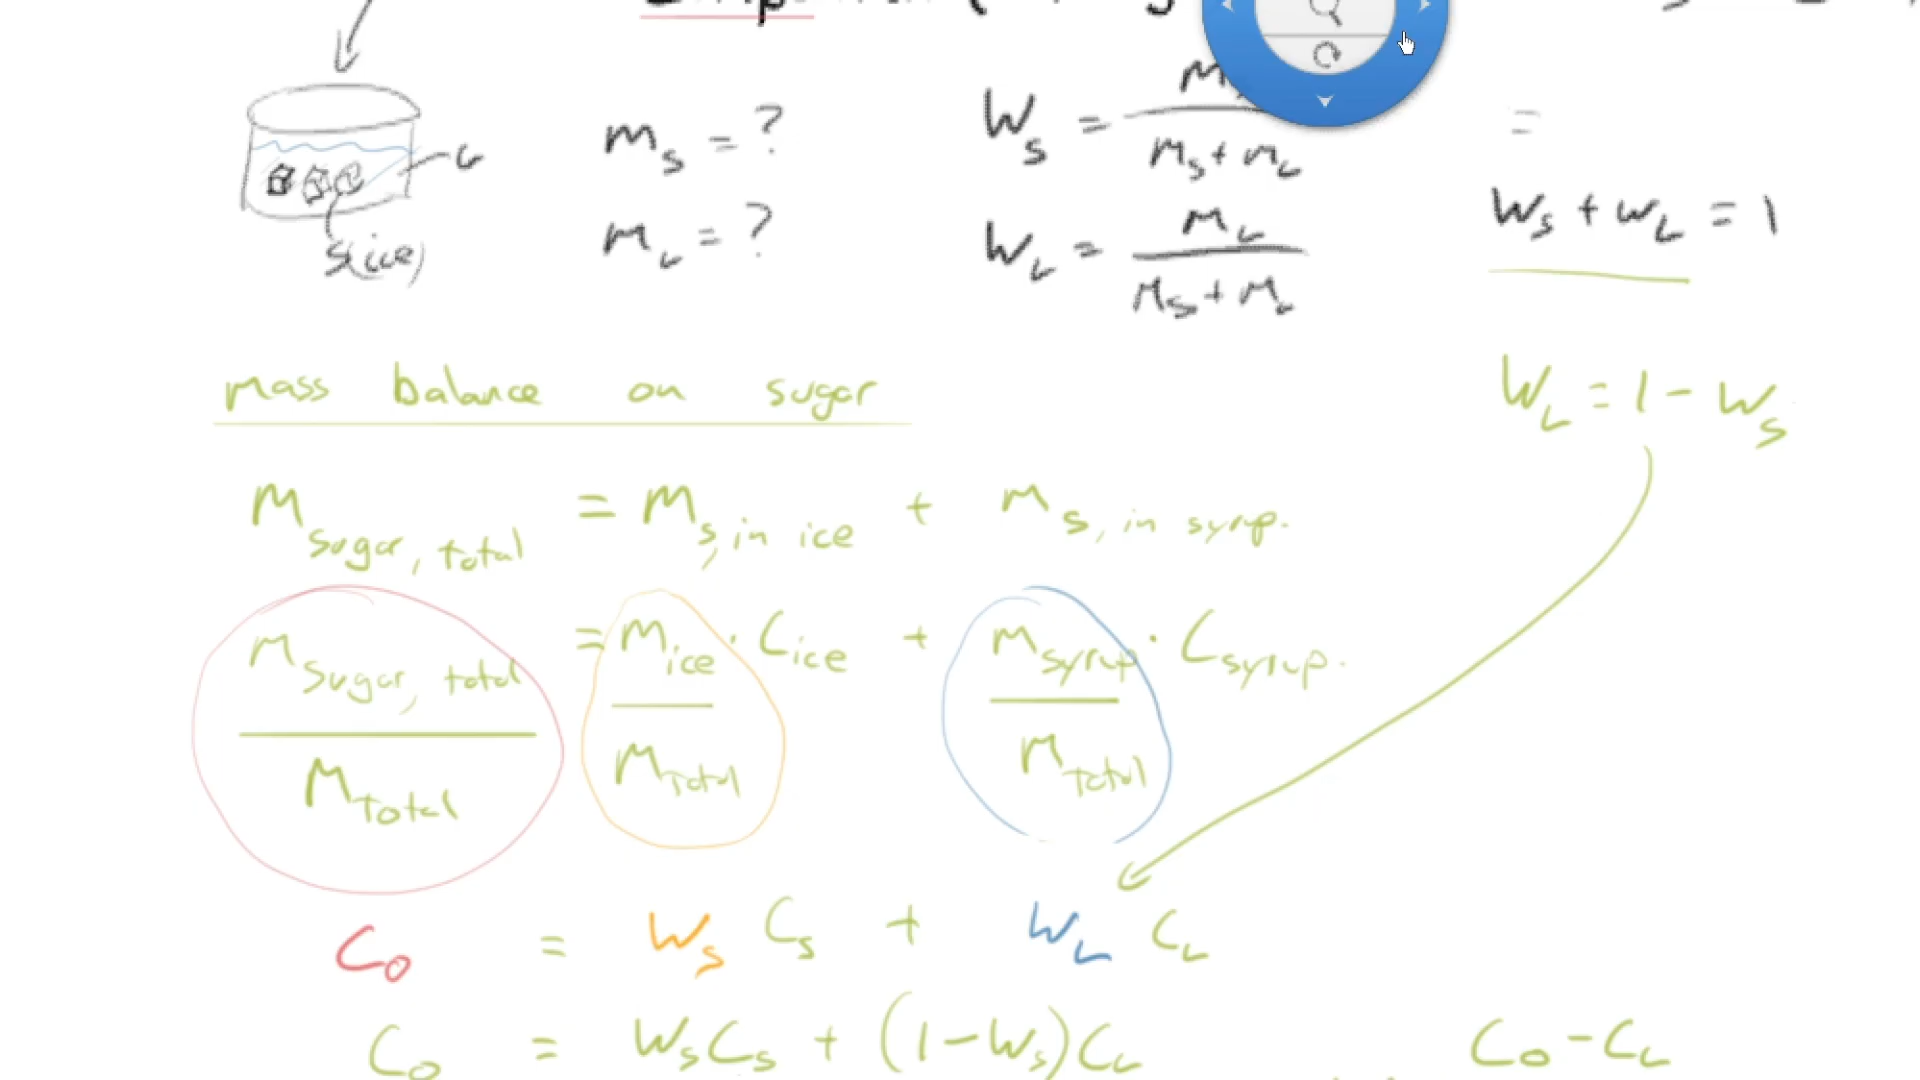 m_s = ?
W_s = m / (m_s + m_L)
=
L
S(ice)
m_L = ?
W_L = m_L / (m_s + m_L)
W_s + W_L = 1
mass balance on sugar
W_L = 1 - W_s
M_sugar, total = M_s, in ice + M_s, in syrup.
M_sugar, total / M_Total = M_ice / M_Total · C_ice + M_syrup / M_Total · C_syrup.
C_0 = W_s C_s + W_L C_L
C_0 = W_s C_s + (1 - W_s) C_L
C_0 - C_L